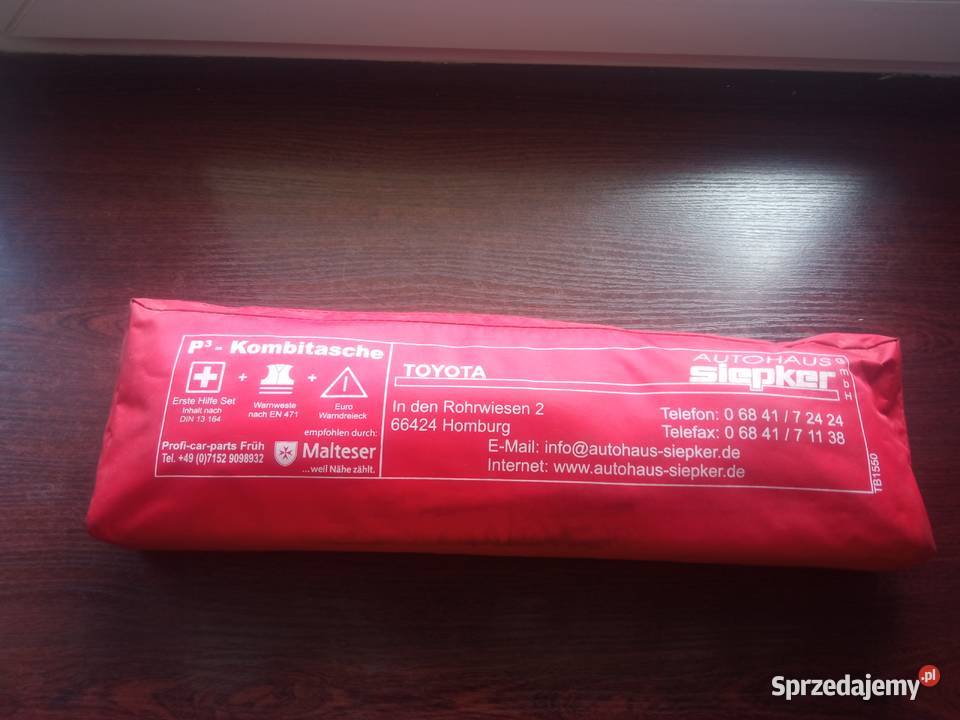 P³ - Kombitasche
+ +
Erste Hilfe Set
Inhalt nach
DIN 13 164
Warnweste
nach EN 471
Euro
Warndreieck
Profi-car-parts Früh
Tel. +49 (0)7152 9098932
empfohlen durch:
Malteser
...weil Nähe zählt.
TOYOTA
AUTOHAUS
siepker
GmbH
In den Rohrwiesen 2
66424 Homburg
Telefon: 0 68 41 / 7 24 24
Telefax: 0 68 41 / 7 11 38
E-Mail: info@autohaus-siepker.de
Internet: www.autohaus-siepker.de
TB1550
Sprzedajemy.pl